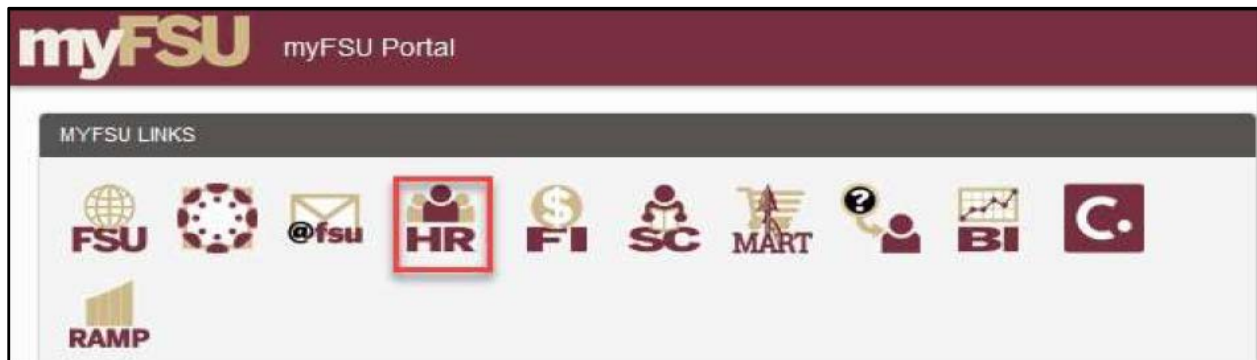 myFSU myFSU Portal
MYFSU LINKS
FSU @fsu HR $ FI SC MART ? BI C.
RAMP